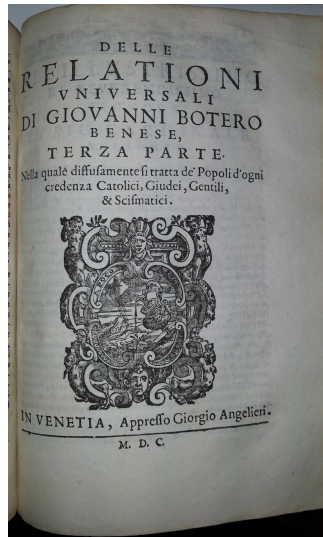 DELLE
RELATIONI
VNIVERSALI
DI GIOVANNI BOTERO
BENESE,
TERZA PARTE.
Nella quale diffusamente si tratta de' Popoli d'ogni
credenza Catolici, Giudei, Gentili,
& Scismatici.
IN VENETIA, Appresso Giorgio Angelieri.
M. D. C.